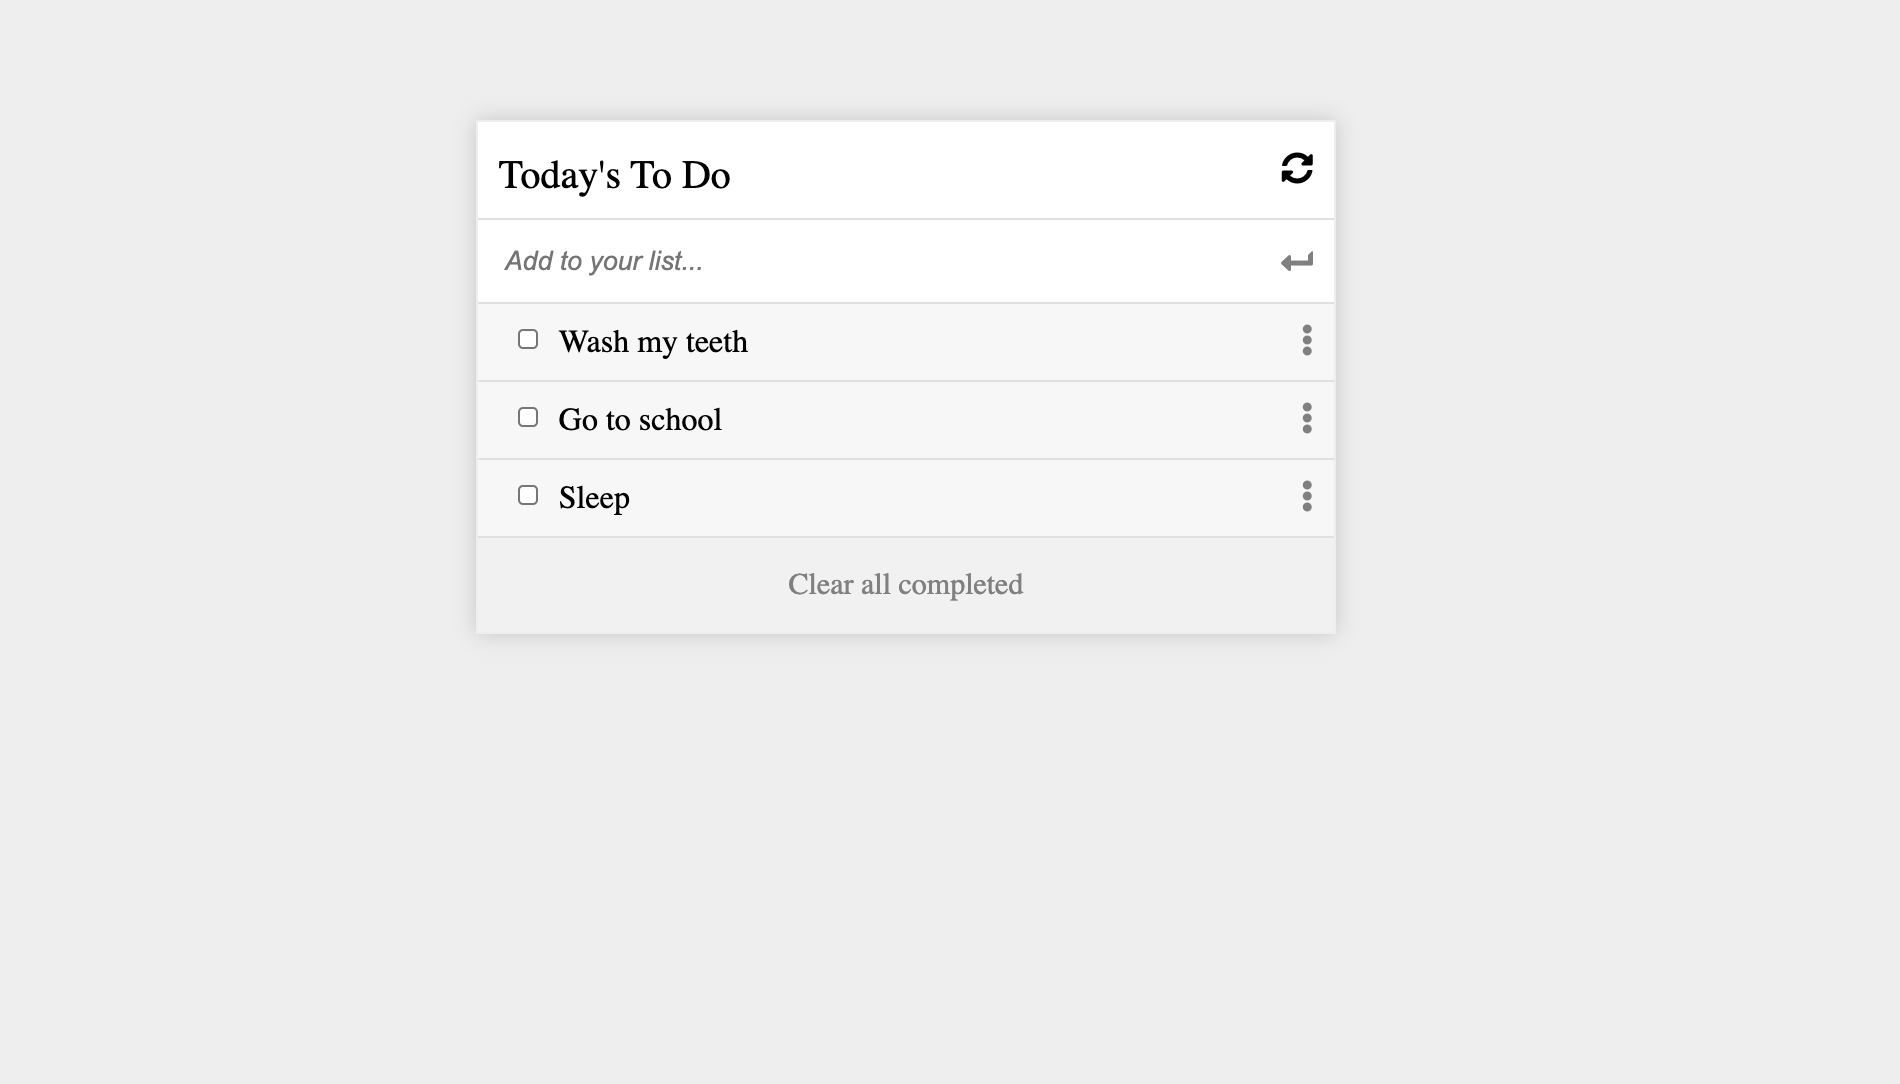 Today's To Do
Add to your list...
Wash my teeth
Go to school
Sleep
Clear all completed